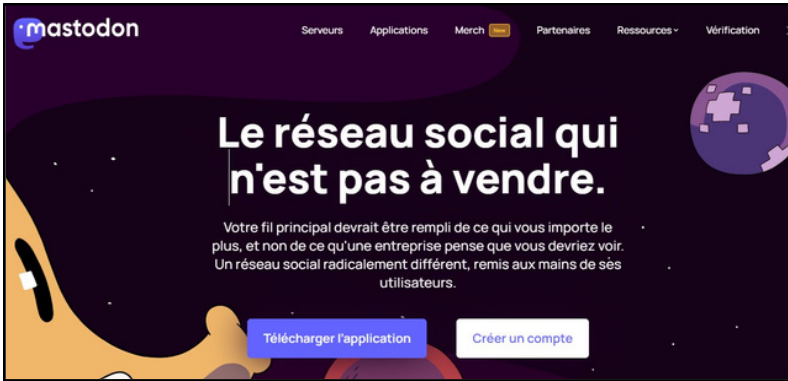 mastodon
Serveurs Applications Merch New Partenaires Ressources Vérification
Le réseau social qui
n'est pas à vendre.
Votre fil principal devrait être rempli de ce qui vous importe le
plus, et non de ce qu'une entreprise pense que vous devriez voir.
Un réseau social radicalement différent, remis aux mains de ses
utilisateurs.
Télécharger l'application Créer un compte